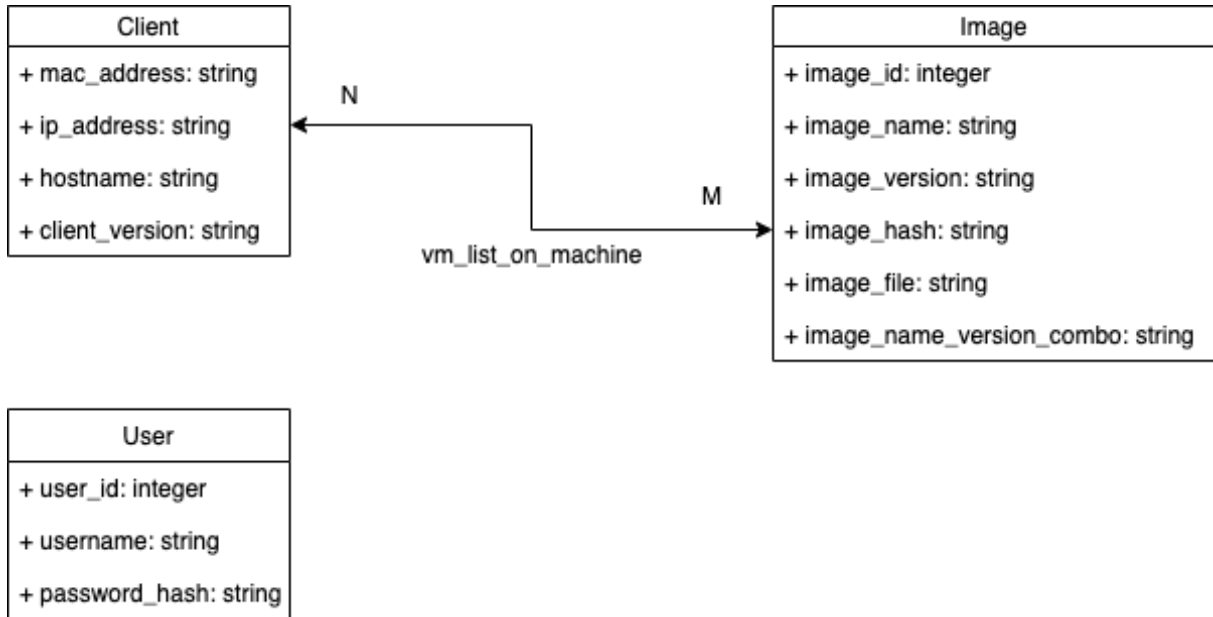 Client
+ mac_address: string
+ ip_address: string
+ hostname: string
+ client_version: string
N
M
vm_list_on_machine
Image
+ image_id: integer
+ image_name: string
+ image_version: string
+ image_hash: string
+ image_file: string
+ image_name_version_combo: string
User
+ user_id: integer
+ username: string
+ password_hash: string